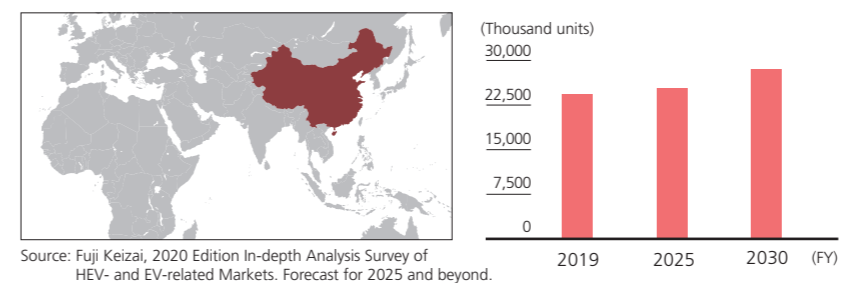 (Thousand units)
30,000
22,500
15,000
7,500
0
2019 2025 2030 (FY)
Source: Fuji Keizai, 2020 Edition In-depth Analysis Survey of
HEV- and EV-related Markets. Forecast for 2025 and beyond.